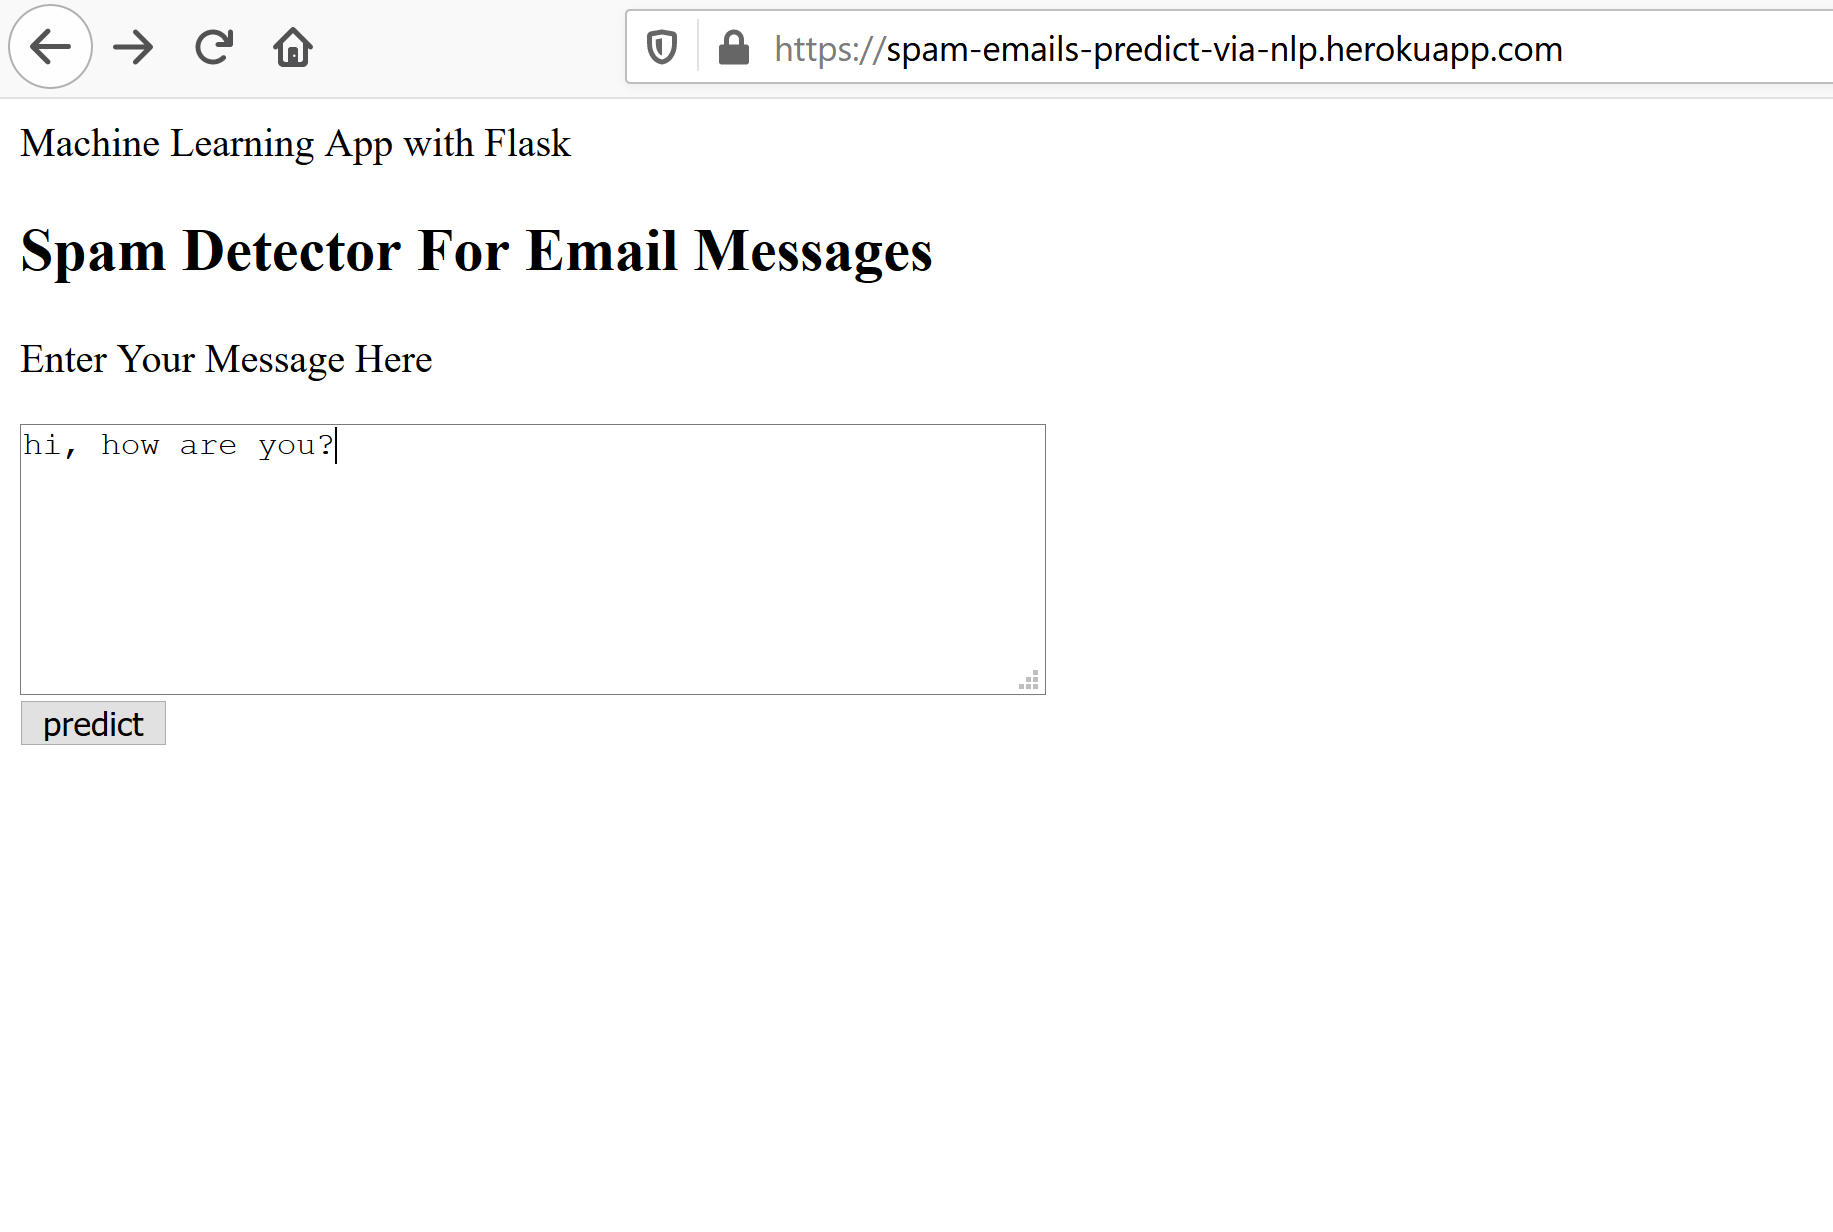 https://spam-emails-predict-via-nlp.herokuapp.com
Machine Learning App with Flask
Spam Detector For Email Messages
Enter Your Message Here
hi, how are you?
predict